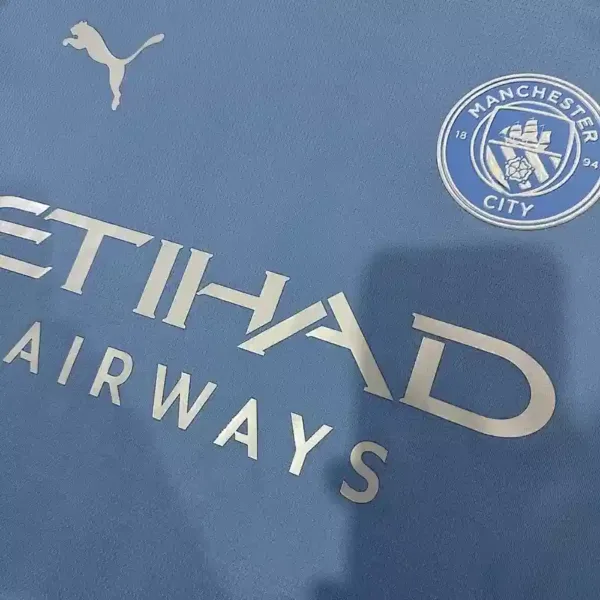 MANCHESTER
18 94
CITY
ETIHAD
AIRWAYS